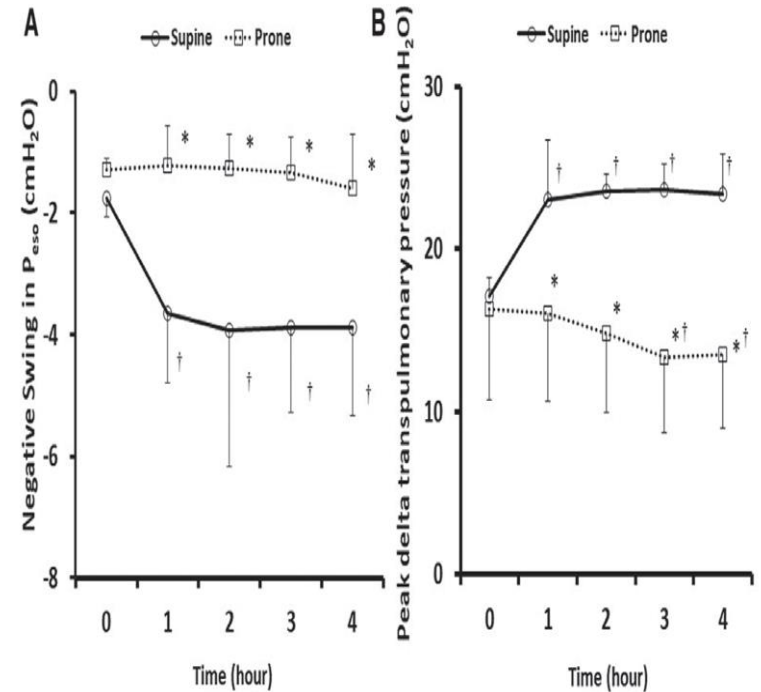 A
Supine Prone
Negative Swing in Peso (cmH₂O)
0
-2
-4
-6
-8
* * * *
† † † †
0 1 2 3 4
Time (hour)
B
Supine Prone
Peak delta transpulmonary pressure (cmH₂O)
30
20
10
0
† † † †
* * *† *†
0 1 2 3 4
Time (hour)